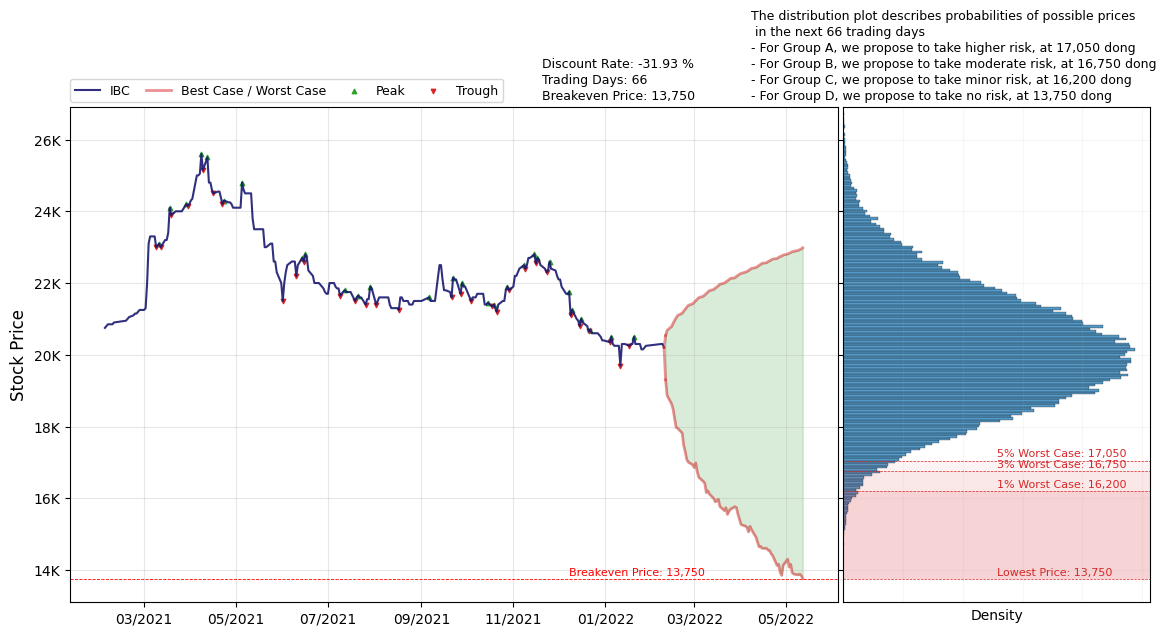 The distribution plot describes probabilities of possible prices
in the next 66 trading days
- For Group A, we propose to take higher risk, at 17,050 dong
- For Group B, we propose to take moderate risk, at 16,750 dong
- For Group C, we propose to take minor risk, at 16,200 dong
- For Group D, we propose to take no risk, at 13,750 dong
Discount Rate: -31.93 %
Trading Days: 66
Breakeven Price: 13,750
IBC
Best Case / Worst Case
Peak
Trough
Stock Price
26K
24K
22K
20K
18K
16K
14K
Breakeven Price: 13,750
03/2021
05/2021
07/2021
09/2021
11/2021
01/2022
03/2022
05/2022
5% Worst Case: 17,050
3% Worst Case: 16,750
1% Worst Case: 16,200
Lowest Price: 13,750
Density